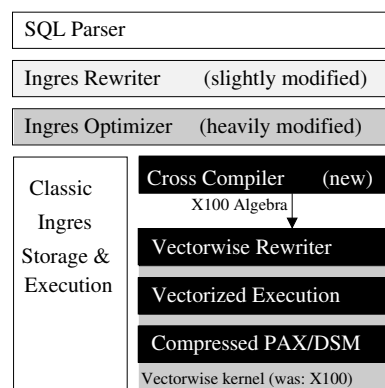 SQL Parser
Ingres Rewriter (slightly modified)
Ingres Optimizer (heavily modified)
Classic
Ingres
Storage &
Execution
Cross Compiler (new)
X100 Algebra
Vectorwise Rewriter
Vectorized Execution
Compressed PAX/DSM
Vectorwise kernel (was: X100)